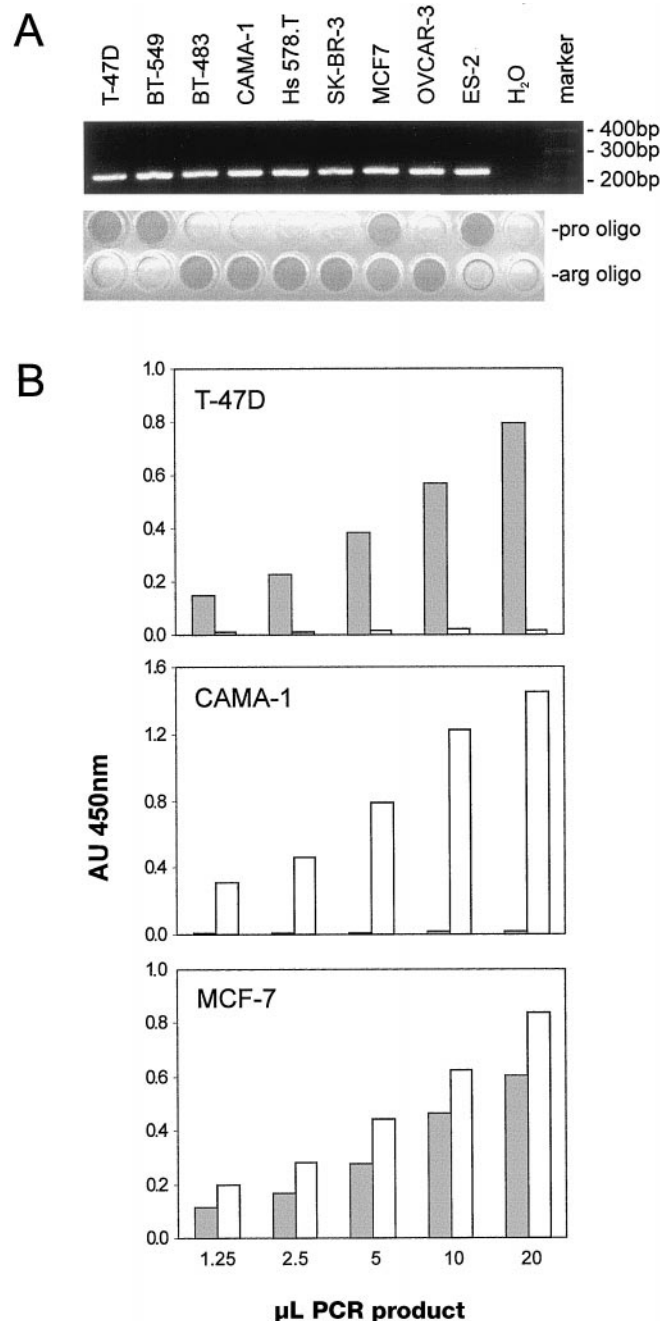 A
T-47D
BT-549
BT-483
CAMA-1
Hs 578.T
SK-BR-3
MCF7
OVCAR-3
ES-2
H₂O
marker
- 400bp
- 300bp
- 200bp
-pro oligo
-arg oligo
B
AU 450nm
T-47D
1.0
0.8
0.6
0.4
0.2
0.0
CAMA-1
1.6
1.2
0.8
0.4
0.0
MCF-7
1.0
0.8
0.6
0.4
0.2
0.0
1.25 2.5 5 10 20
µL PCR product